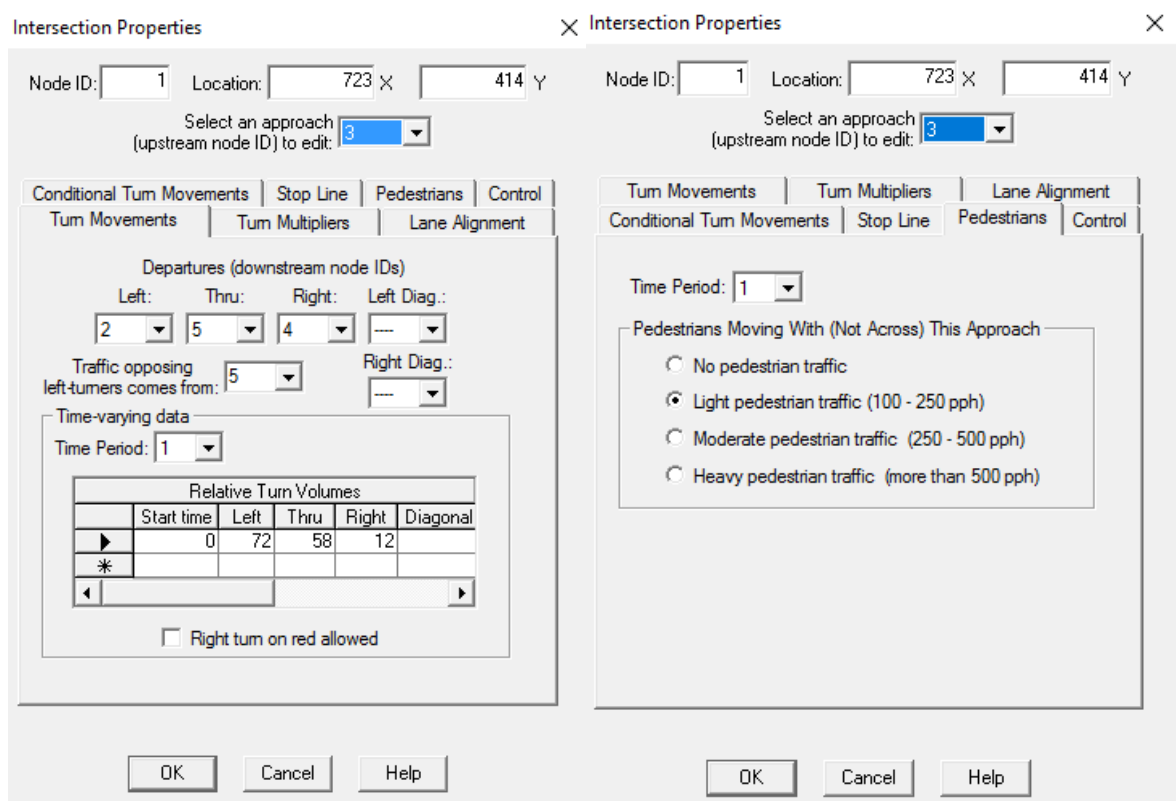 Intersection Properties
Node ID: 1 Location: 723 X 414 Y
Select an approach
(upstream node ID) to edit: 3
Conditional Turn Movements Stop Line Pedestrians Control
Turn Movements Turn Multipliers Lane Alignment
Departures (downstream node IDs)
Left: Thru: Right: Left Diag.:
2 5 4 ----
Traffic opposing
left-turners comes from: 5
Right Diag.:
----
Time-varying data
Time Period: 1
Relative Turn Volumes
Start time Left Thru Right Diagonal
0 72 58 12
Right turn on red allowed
OK Cancel Help
Intersection Properties
Node ID: 1 Location: 723 X 414 Y
Select an approach
(upstream node ID) to edit: 3
Turn Movements Turn Multipliers Lane Alignment
Conditional Turn Movements Stop Line Pedestrians Control
Time Period: 1
Pedestrians Moving With (Not Across) This Approach
No pedestrian traffic
Light pedestrian traffic (100 - 250 pph)
Moderate pedestrian traffic (250 - 500 pph)
Heavy pedestrian traffic (more than 500 pph)
OK Cancel Help